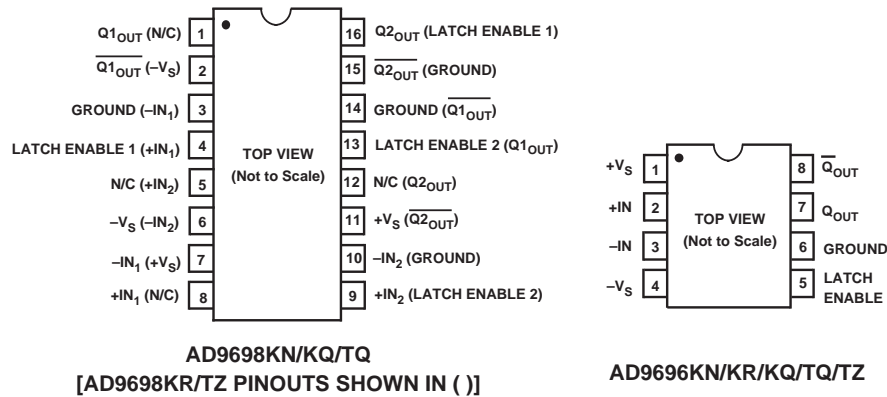 Q1OUT (N/C) 1
Q1OUT (–VS) 2
GROUND (–IN1) 3
LATCH ENABLE 1 (+IN1) 4
N/C (+IN2) 5
–VS (–IN2) 6
–IN1 (+VS) 7
+IN1 (N/C) 8
TOP VIEW
(Not to Scale)
16 Q2OUT (LATCH ENABLE 1)
15 Q2OUT (GROUND)
14 GROUND (Q1OUT)
13 LATCH ENABLE 2 (Q1OUT)
12 N/C (Q2OUT)
11 +VS (Q2OUT)
10 –IN2 (GROUND)
9 +IN2 (LATCH ENABLE 2)
AD9698KN/KQ/TQ
[AD9698KR/TZ PINOUTS SHOWN IN ( )]
+VS 1
+IN 2
–IN 3
–VS 4
TOP VIEW
(Not to Scale)
8 QOUT
7 QOUT
6 GROUND
5 LATCH
ENABLE
AD9696KN/KR/KQ/TQ/TZ